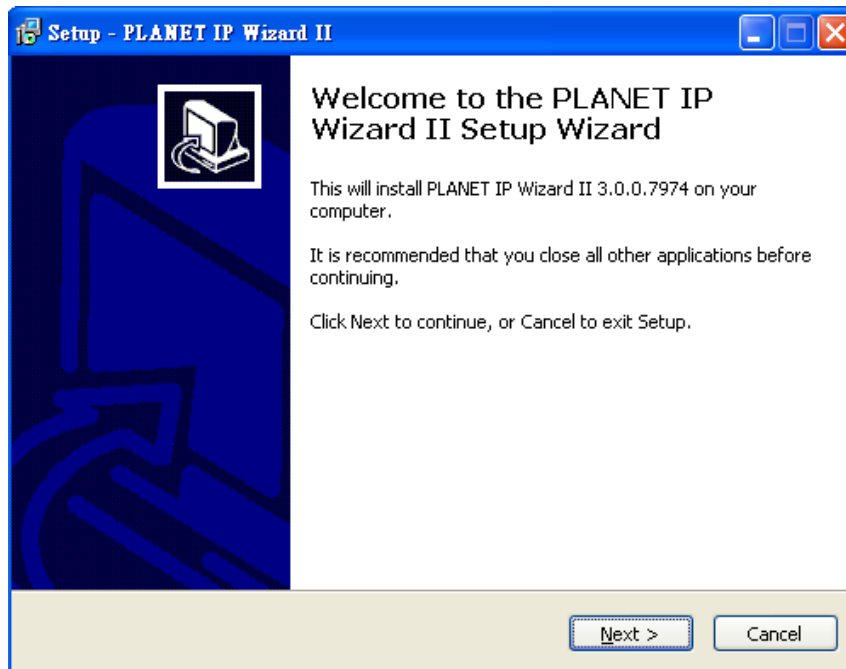 Setup - PLANET IP Wizard II
Welcome to the PLANET IP
Wizard II Setup Wizard
This will install PLANET IP Wizard II 3.0.0.7974 on your
computer.
It is recommended that you close all other applications before
continuing.
Click Next to continue, or Cancel to exit Setup.
Next >
Cancel